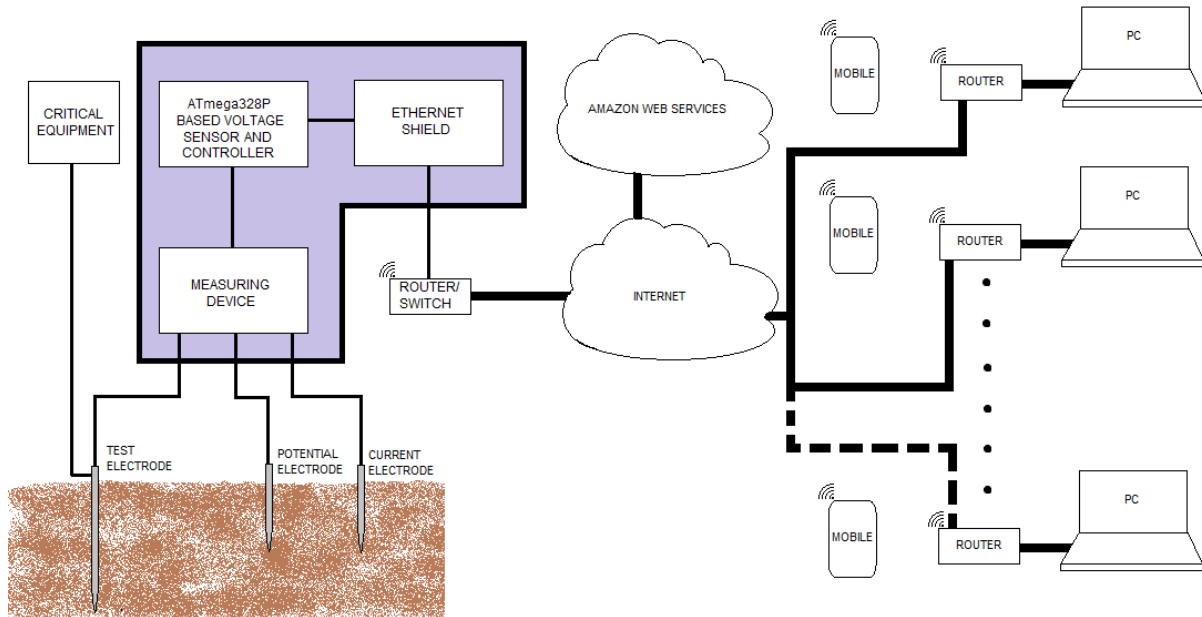 CRITICAL
EQUIPMENT
ATmega328P
BASED VOLTAGE
SENSOR AND
CONTROLLER
ETHERNET
SHIELD
MEASURING
DEVICE
ROUTER/
SWITCH
AMAZON WEB SERVICES
INTERNET
MOBILE
ROUTER
PC
MOBILE
ROUTER
PC
MOBILE
ROUTER
PC
TEST
ELECTRODE
POTENTIAL
ELECTRODE
CURRENT
ELECTRODE